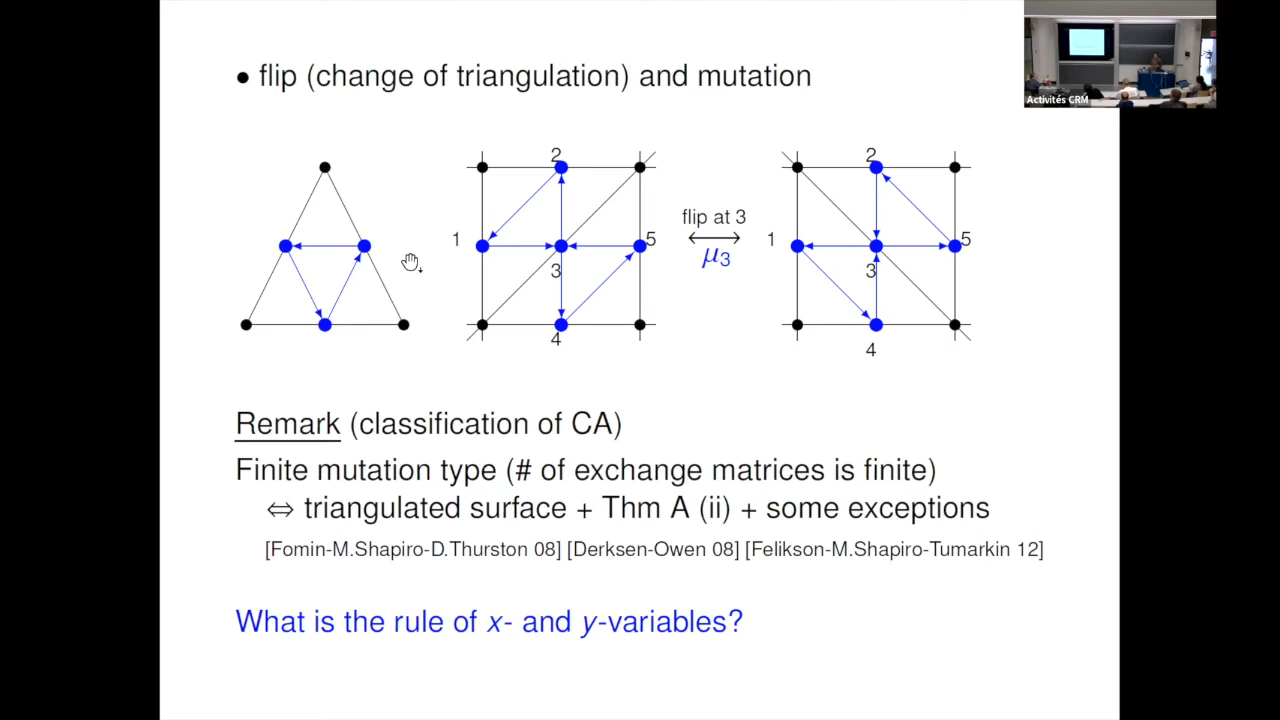 Activités CRM
• flip (change of triangulation) and mutation
2
1
5
3
4
flip at 3
μ3
2
1
5
3
4
Remark (classification of CA)
Finite mutation type (# of exchange matrices is finite)
⇔ triangulated surface + Thm A (ii) + some exceptions
[Fomin-M.Shapiro-D.Thurston 08] [Derksen-Owen 08] [Felikson-M.Shapiro-Tumarkin 12]
What is the rule of x- and y-variables?